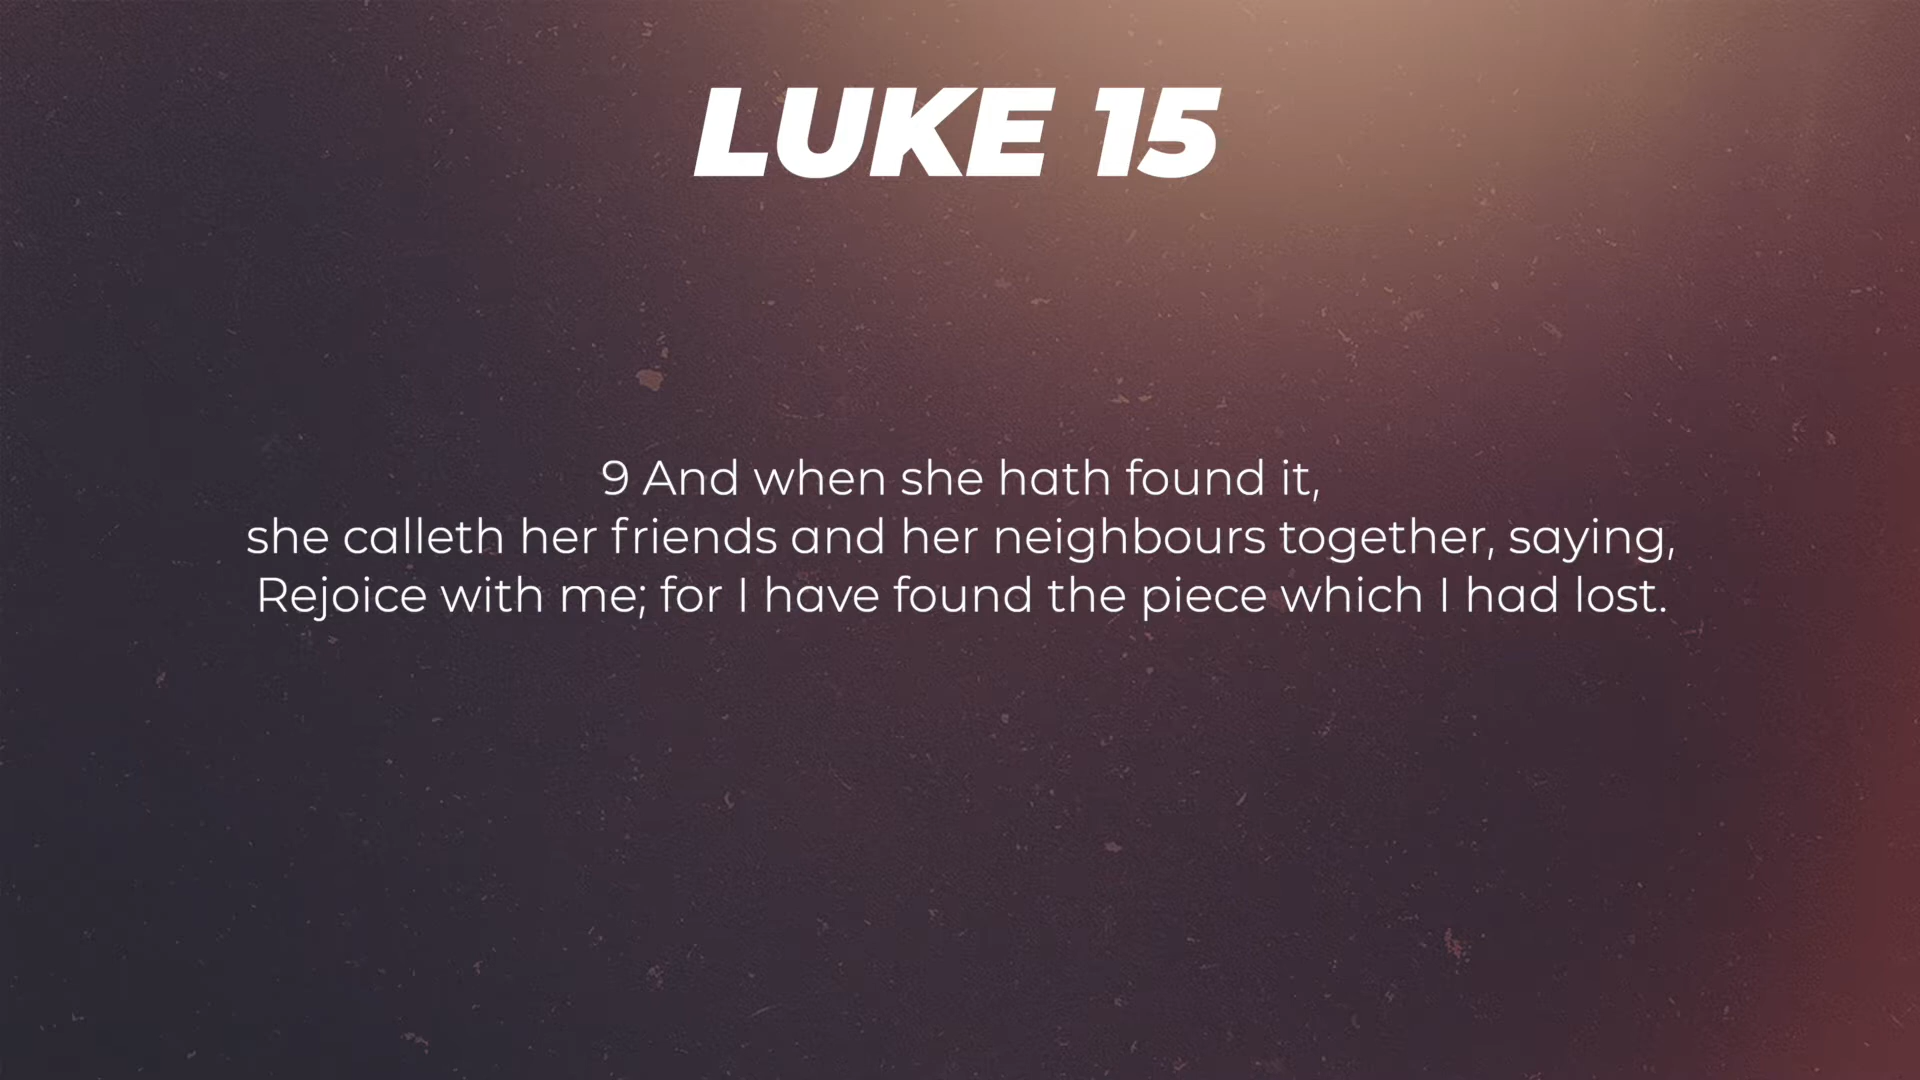 LUKE 15
9 And when she hath found it,
she calleth her friends and her neighbours together, saying,
Rejoice with me; for I have found the piece which I had lost.